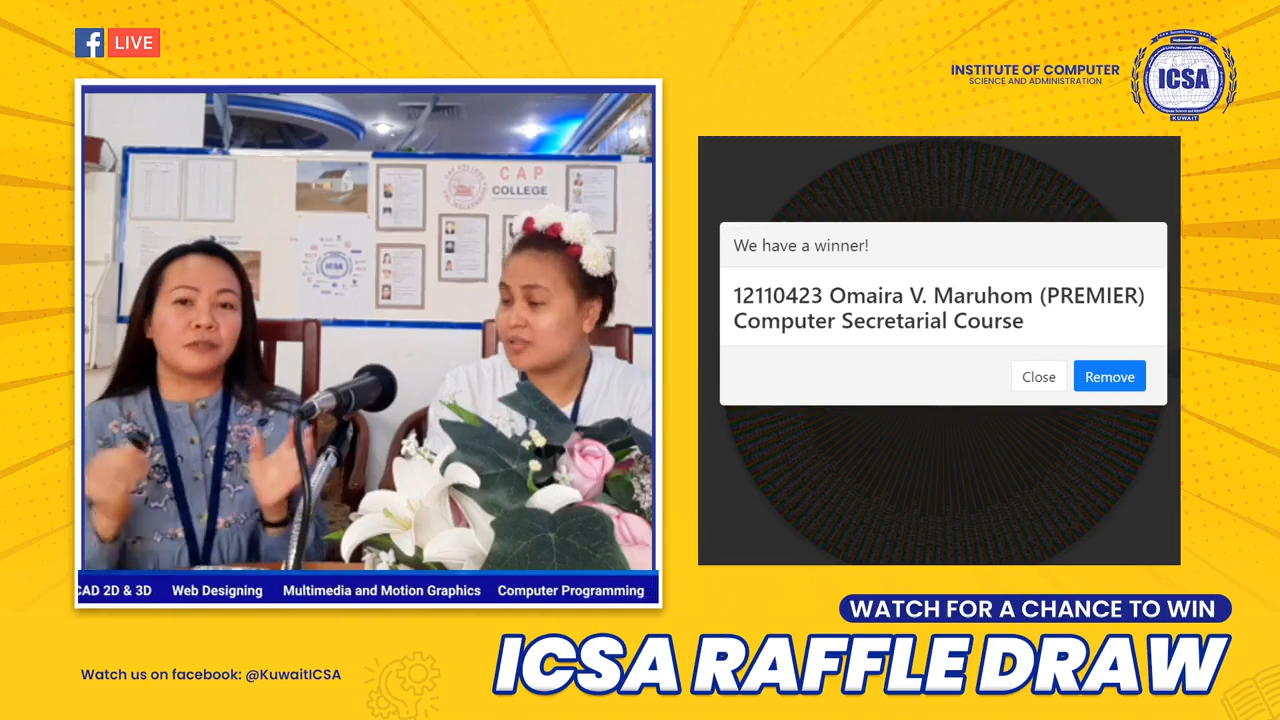 f LIVE
INSTITUTE OF COMPUTER
SCIENCE AND ADMINISTRATION
ICSA
KUWAIT
CAP
COLLEGE
ICSA
We have a winner!
12110423 Omaira V. Maruhom (PREMIER)
Computer Secretarial Course
Close Remove
CAD 2D & 3D Web Designing Multimedia and Motion Graphics Computer Programming
WATCH FOR A CHANCE TO WIN
ICSA RAFFLE DRAW
Watch us on facebook: @KuwaitICSA